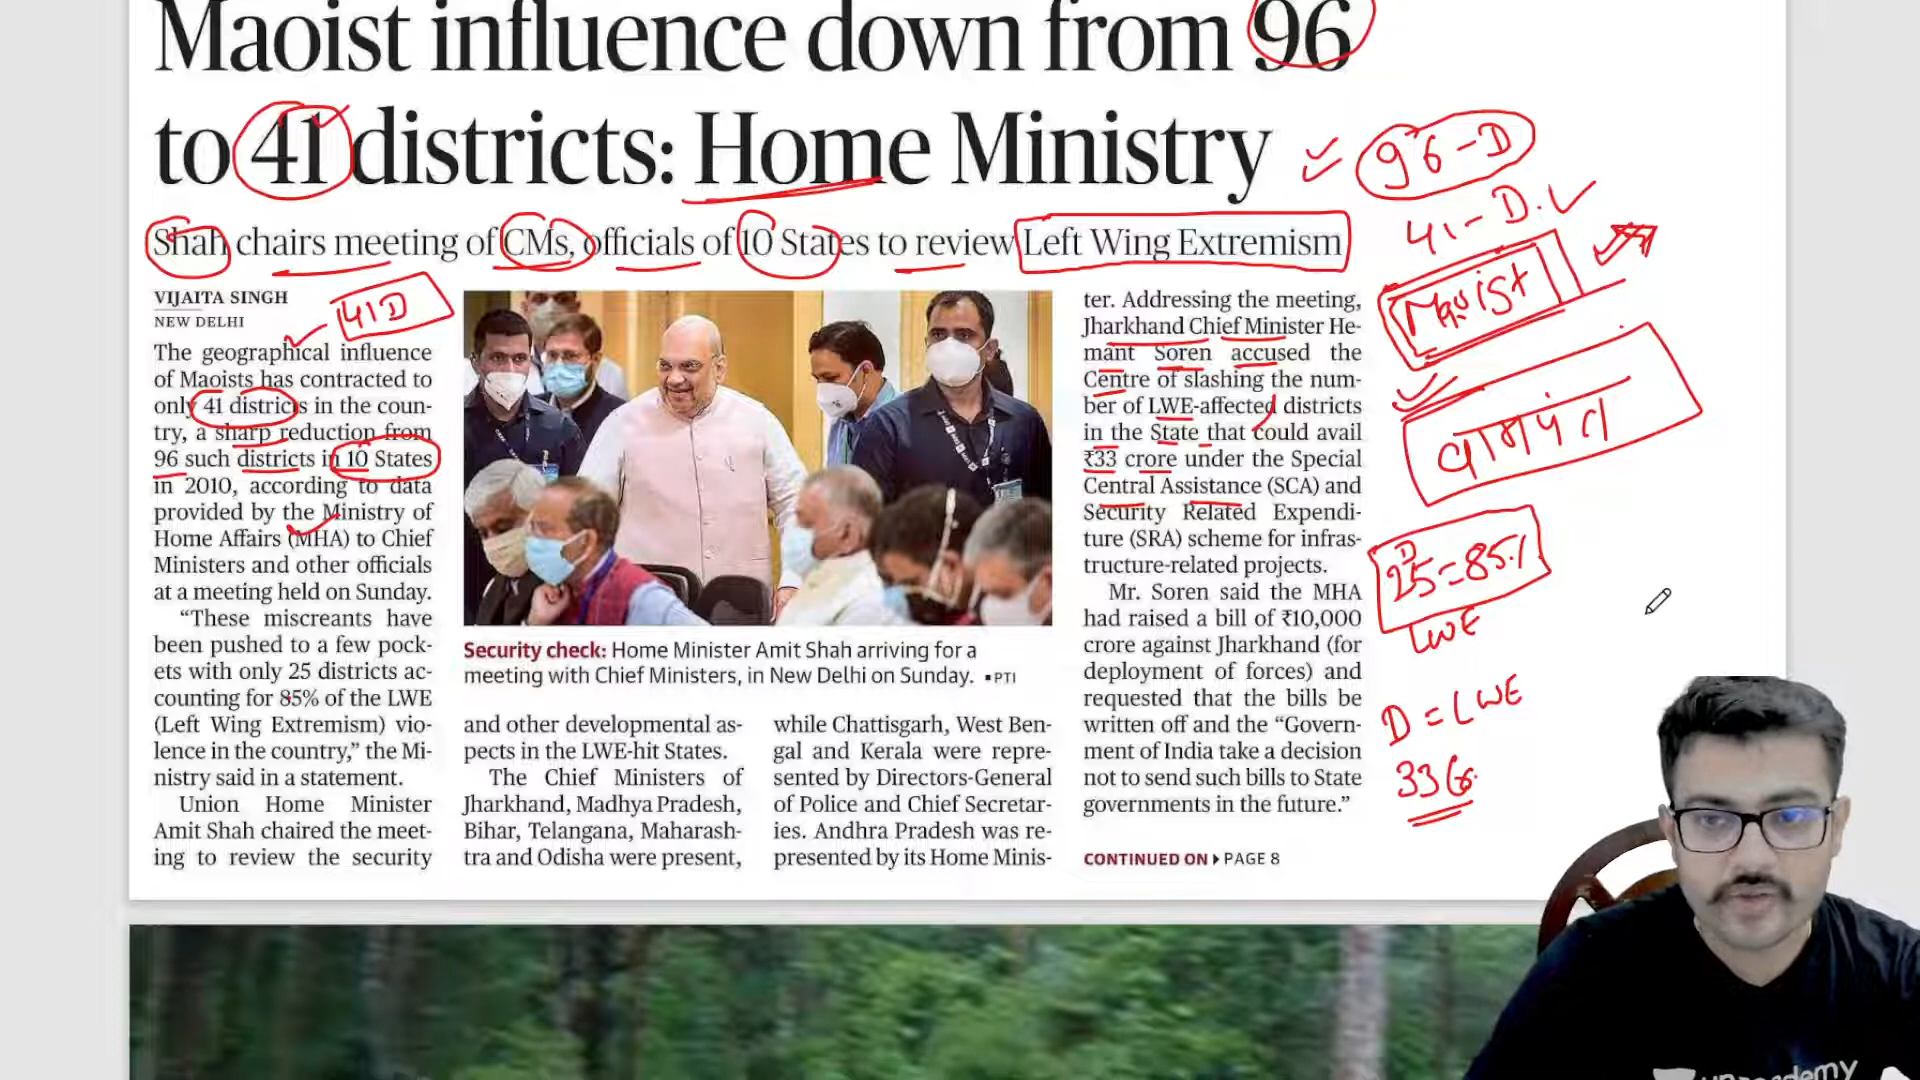 Maoist influence down from 96
to 41 districts: Home Ministry
Shah chairs meeting of CMs, officials of 10 States to review Left Wing Extremism
VIJAITA SINGH
NEW DELHI
The geographical influence
of Maoists has contracted to
only 41 districts in the coun-
try, a sharp reduction from
96 such districts in 10 States
in 2010, according to data
provided by the Ministry of
Home Affairs (MHA) to Chief
Ministers and other officials
at a meeting held on Sunday.
“These miscreants have
been pushed to a few pock-
ets with only 25 districts ac-
counting for 85% of the LWE
(Left Wing Extremism) vio-
lence in the country,” the Mi-
nistry said in a statement.
Union Home Minister
Amit Shah chaired the meet-
ing to review the security
Security check: Home Minister Amit Shah arriving for a
meeting with Chief Ministers, in New Delhi on Sunday. ▪PTI
and other developmental as-
pects in the LWE-hit States.
The Chief Ministers of
Jharkhand, Madhya Pradesh,
Bihar, Telangana, Maharash-
tra and Odisha were present,
while Chattisgarh, West Ben-
gal and Kerala were repre-
sented by Directors-General
of Police and Chief Secretar-
ies. Andhra Pradesh was re-
presented by its Home Minis-
ter. Addressing the meeting,
Jharkhand Chief Minister He-
mant Soren accused the
Centre of slashing the num-
ber of LWE-affected districts
in the State that could avail
₹33 crore under the Special
Central Assistance (SCA) and
Security Related Expendi-
ture (SRA) scheme for infras-
tructure-related projects.
Mr. Soren said the MHA
had raised a bill of ₹10,000
crore against Jharkhand (for
deployment of forces) and
requested that the bills be
written off and the “Govern-
ment of India take a decision
not to send such bills to State
governments in the future.”
CONTINUED ON PAGE 8
41 D
96-D
41-D.
Maoist
वामपंत
D
25=85%
LWE
D = LWE
33 Cr.